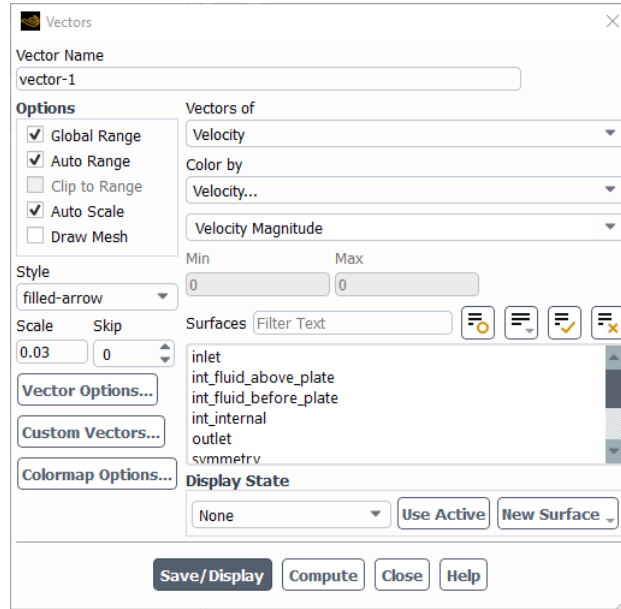 Vectors
Vector Name
vector-1
Options
Global Range
Auto Range
Clip to Range
Auto Scale
Draw Mesh
Style
filled-arrow
Scale Skip
0.03 0
Vector Options...
Custom Vectors...
Colormap Options...
Vectors of
Velocity
Color by
Velocity...
Velocity Magnitude
Min Max
0 0
Surfaces Filter Text
inlet
int_fluid_above_plate
int_fluid_before_plate
int_internal
outlet
symmetry
Display State
None Use Active New Surface
Save/Display Compute Close Help